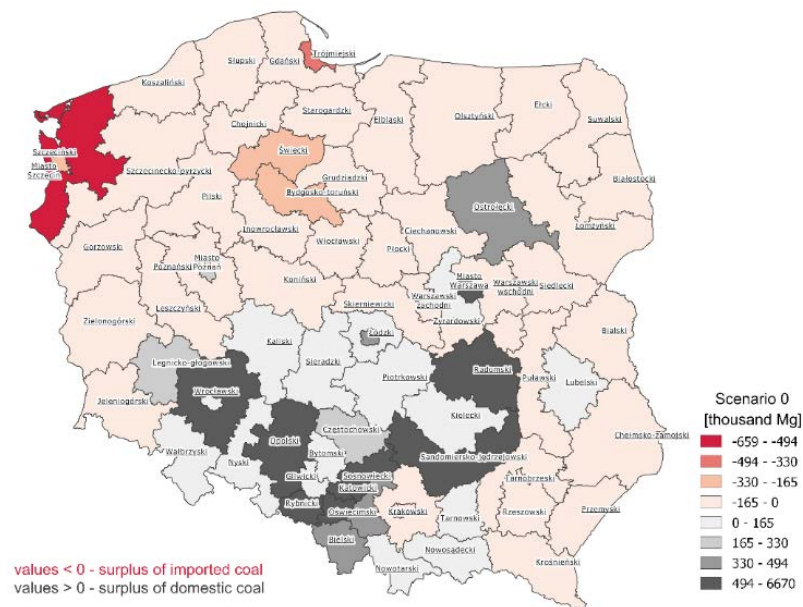 Trójmiejski
Słupski
Gdański
Koszaliński
Ełcki
Starogardzki
Olsztyński
Suwalski
Elbląski
Chojnicki
Szczeciński
Święcki
Miasto
Szczecin
Szczecinecko-pyrzycki
Grudziądzki
Białostocki
Bydgosko-toruński
Pilski
Ostrołęcki
Inowrocławski
Łomżyński
Ciechanowski
Gorzowski
Włocławski
Płocki
Miasto
Poznań
Poznański
Miasto
Warszawa
Warszawski
wschodni
Siedlecki
Koniński
Warszawski
zachodni
Leszczyński
Skierniewicki
Żyrardowski
Zielonogórski
Łódzki
Bialski
Kaliski
Sieradzki
Legnicko-głogowski
Radomski
Puławski
Piotrkowski
Lubelski
Wrocławski
Jeleniogórski
Kielecki
Scenario 0
[thousand Mg]
-659 - -494
-494 - -330
-330 - -165
-165 - 0
0 - 165
165 - 330
330 - 494
494 - 6670
Częstochowski
Chełmsko-zamojski
Opolski
Wałbrzyski
Bytomski
Sandomiersko-jędrzejowski
Nyski
Gliwicki
Sosnowiecki
Katowicki
Tarnobrzeski
Rybnicki
Oświęcimski
Krakowski
Rzeszowski
Przemyski
Tarnowski
Bielski
Nowosądecki
Krośnieński
Nowotarski
values < 0 - surplus of imported coal
values > 0 - surplus of domestic coal